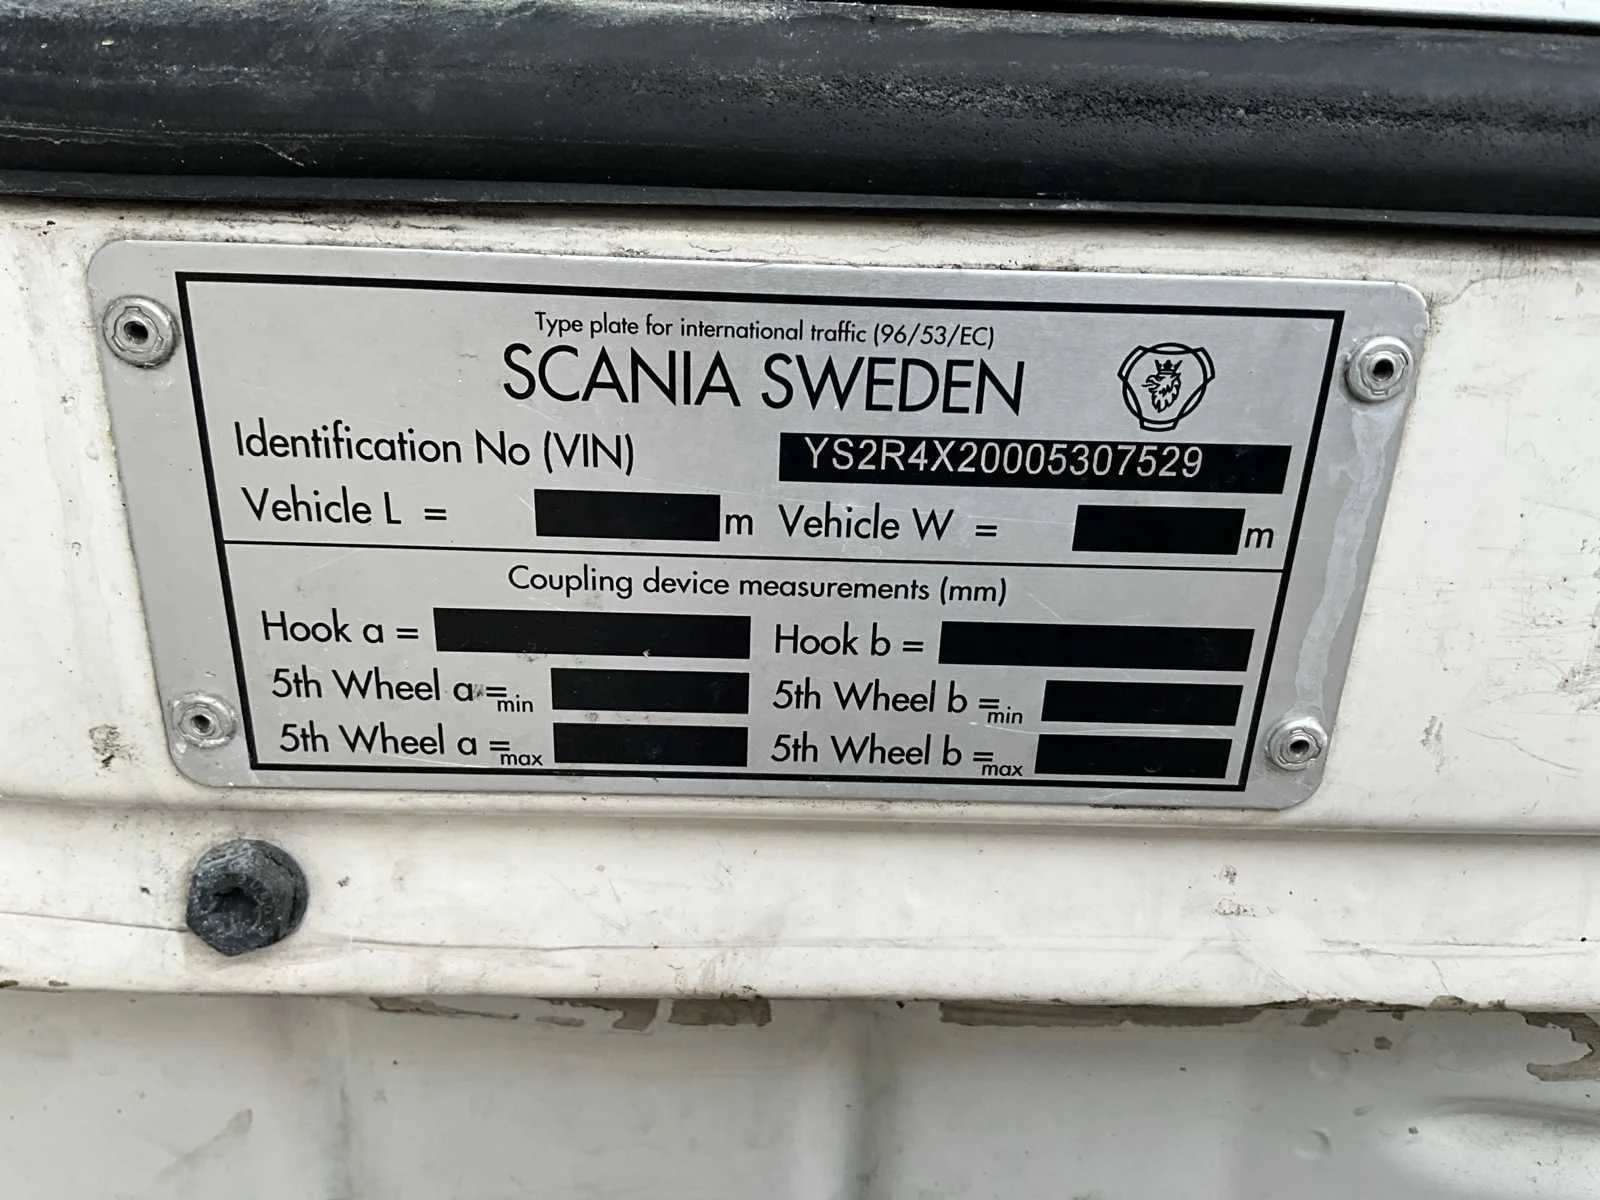 Type plate for international traffic (96/53/EC)
SCANIA SWEDEN
Identification No (VIN) YS2R4X20005307529
Vehicle L = m Vehicle W = m
Coupling device measurements (mm)
Hook a = Hook b =
5th Wheel a =min 5th Wheel b =min
5th Wheel a =max 5th Wheel b =max